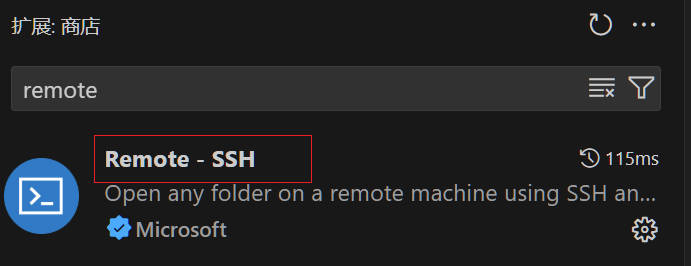 扩展: 商店
remote
Remote - SSH
115ms
Open any folder on a remote machine using SSH an...
Microsoft